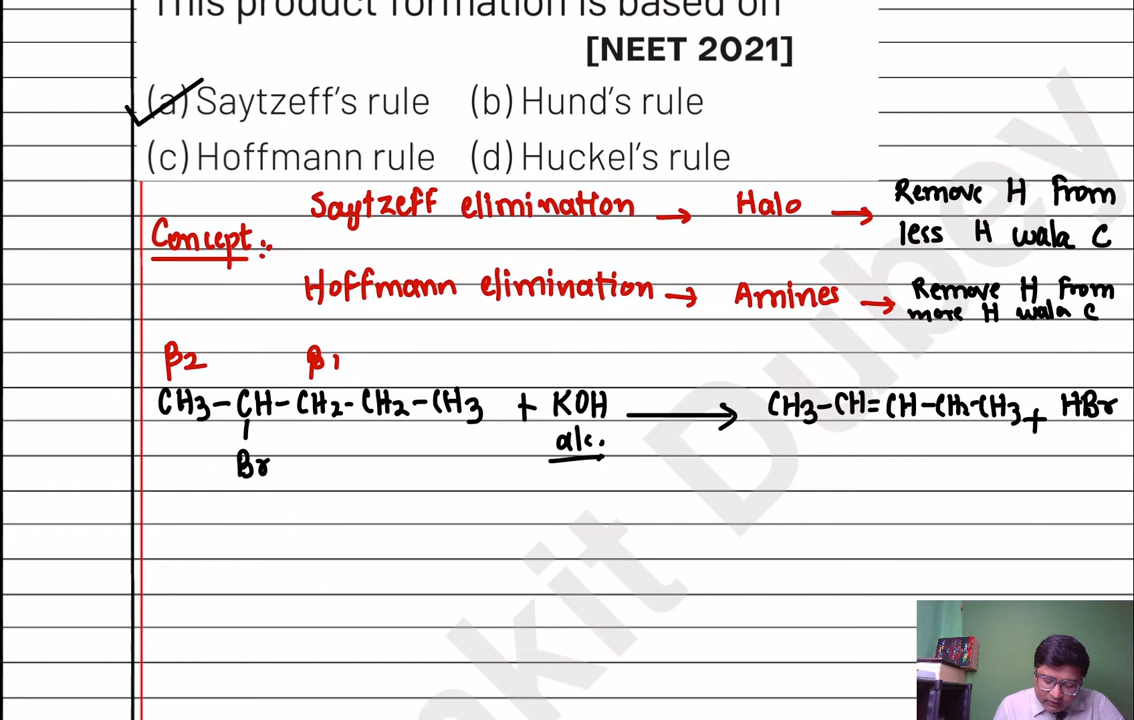 This product formation is based on
[NEET 2021]
(a) Saytzeff's rule (b) Hund's rule
(c) Hoffmann rule (d) Huckel's rule
Concept:
Saytzeff elimination → Halo → Remove H From
less H wala C
Hoffmann elimination → Amines → Remove H From
more H wala C
β2 β1
CH3-CH-CH2-CH2-CH3 + KOH → CH3-CH=CH-CH2-CH3 + HBr
alc.
Br
Dubey